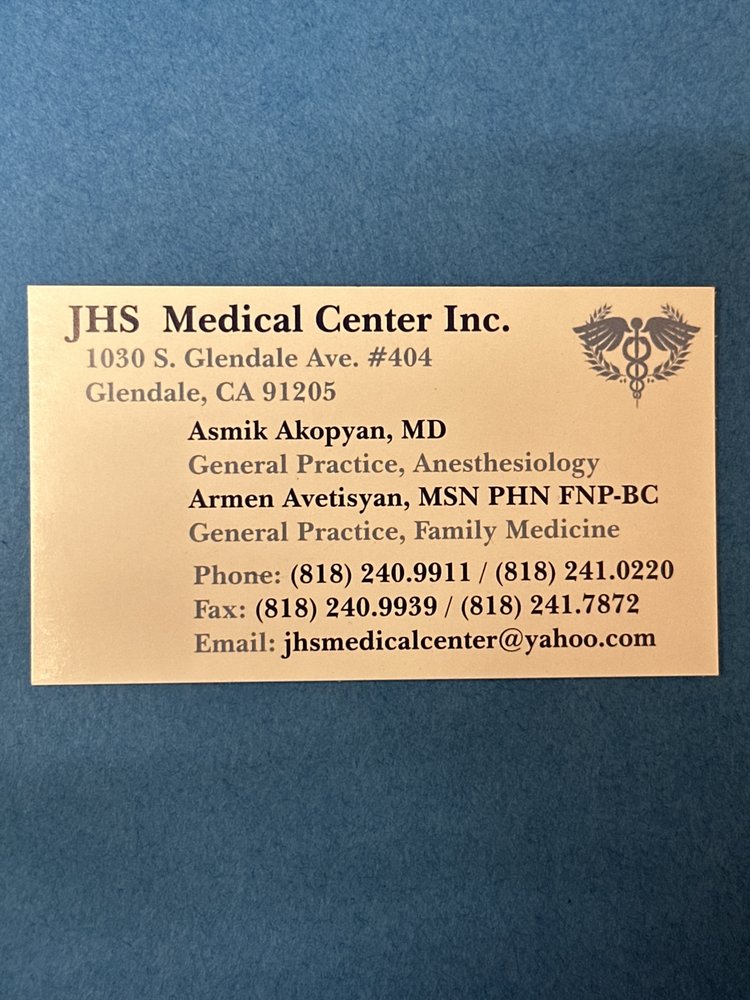 JHS Medical Center Inc.
1030 S. Glendale Ave. #404
Glendale, CA 91205
Asmik Akopyan, MD
General Practice, Anesthesiology
Armen Avetisyan, MSN PHN FNP-BC
General Practice, Family Medicine
Phone: (818) 240.9911 / (818) 241.0220
Fax: (818) 240.9939 / (818) 241.7872
Email: jhsmedicalcenter@yahoo.com